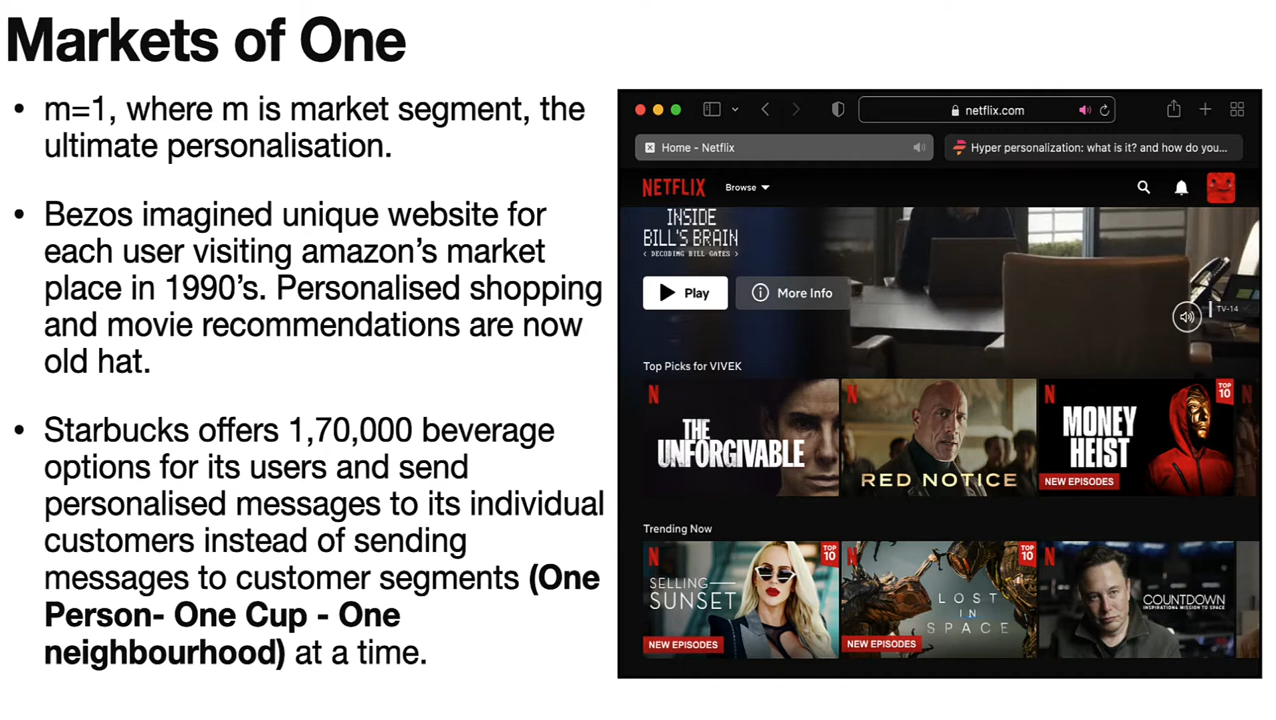 Markets of One
• m=1, where m is market segment, the
ultimate personalisation.
• Bezos imagined unique website for
each user visiting amazon's market
place in 1990's. Personalised shopping
and movie recommendations are now
old hat.
• Starbucks offers 1,70,000 beverage
options for its users and send
personalised messages to its individual
customers instead of sending
messages to customer segments (One
Person- One Cup - One
neighbourhood) at a time.
netflix.com
Home - Netflix
Hyper personalization: what is it? and how do you...
NETFLIX
Browse
INSIDE
BILL'S BRAIN
< DECODING BILL GATES >
Play
More Info
TV-14
Top Picks for VIVEK
N
THE
UNFORGIVABLE
N
RED NOTICE
N
TOP
10
MONEY
HEIST
NEW EPISODES
Trending Now
N
TOP
10
SELLING
SUNSET
NEW EPISODES
N
TOP
10
LOST
IN
SPACE
NEW EPISODES
N
COUNTDOWN
INSPIRATION4 MISSION TO SPACE